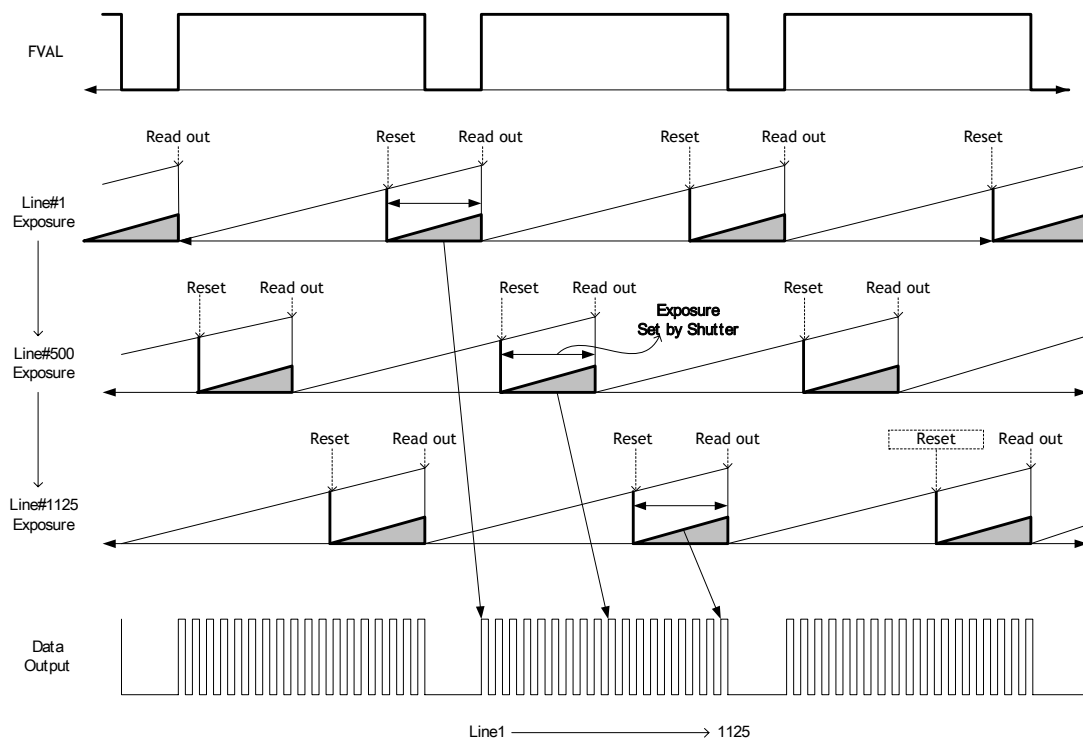 FVAL
Read out Reset Read out Reset Read out Reset
Line#1
Exposure
Reset Read out Reset Read out Reset Read out
Exposure
Set by Shutter
Line#500
Exposure
Reset Read out Reset Read out Reset Read out
Line#1125
Exposure
Data
Output
Line1 1125